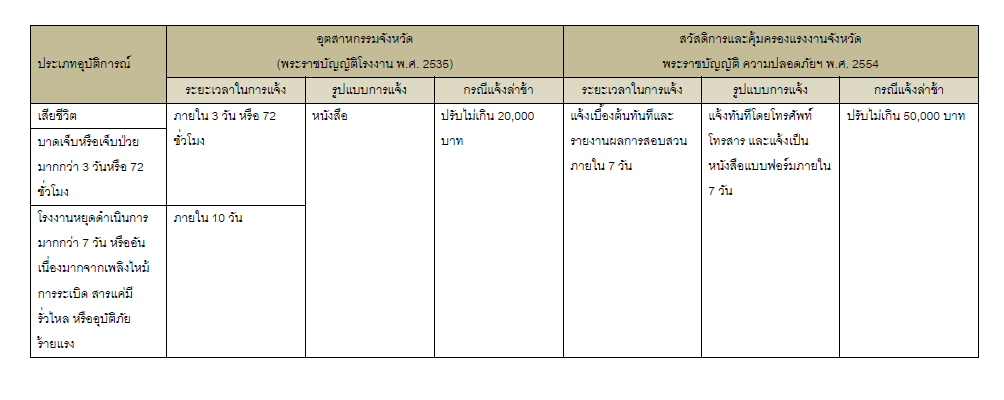 ประเภทอุบัติการณ์
อุตสาหกรรมจังหวัด
(พระราชบัญญัติโรงงาน พ.ศ. 2535)
สวัสดิการและคุ้มครองแรงงานจังหวัด
พระราชบัญญัติ ความปลอดภัยฯ พ.ศ. 2554
ระยะเวลาในการแจ้ง
รูปแบบการแจ้ง
กรณีแจ้งล่าช้า
ระยะเวลาในการแจ้ง
รูปแบบการแจ้ง
กรณีแจ้งล่าช้า
เสียชีวิต
ภายใน 3 วัน หรือ 72
ชั่วโมง
หนังสือ
ปรับไม่เกิน 20,000
บาท
แจ้งเบื้องต้นทันทีและ
รายงานผลการสอบสวน
ภายใน 7 วัน
แจ้งทันทีโดยโทรศัพท์
โทรสาร และแจ้งเป็น
หนังสือแบบฟอร์มภายใน
7 วัน
ปรับไม่เกิน 50,000 บาท
บาดเจ็บหรือเจ็บป่วย
มากกว่า 3 วันหรือ 72
ชั่วโมง
โรงงานหยุดดำเนินการ
มากกว่า 7 วัน หรืออัน
เนื่องมากจากเพลิงไหม้
การระเบิด สารแค่มี
รั่วไหล หรืออุบัติภัย
ร้ายแรง
ภายใน 10 วัน